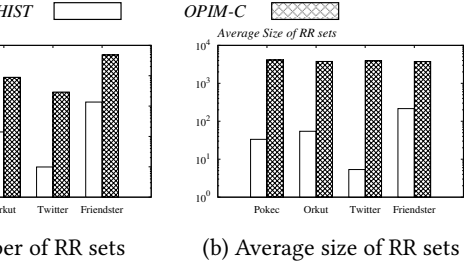 HIST OPIM-C
Average Size of RR sets
10^4
10^3
10^2
10^1
10^0
rkut Twitter Friendster
Pokec Orkut Twitter Friendster
er of RR sets
(b) Average size of RR sets